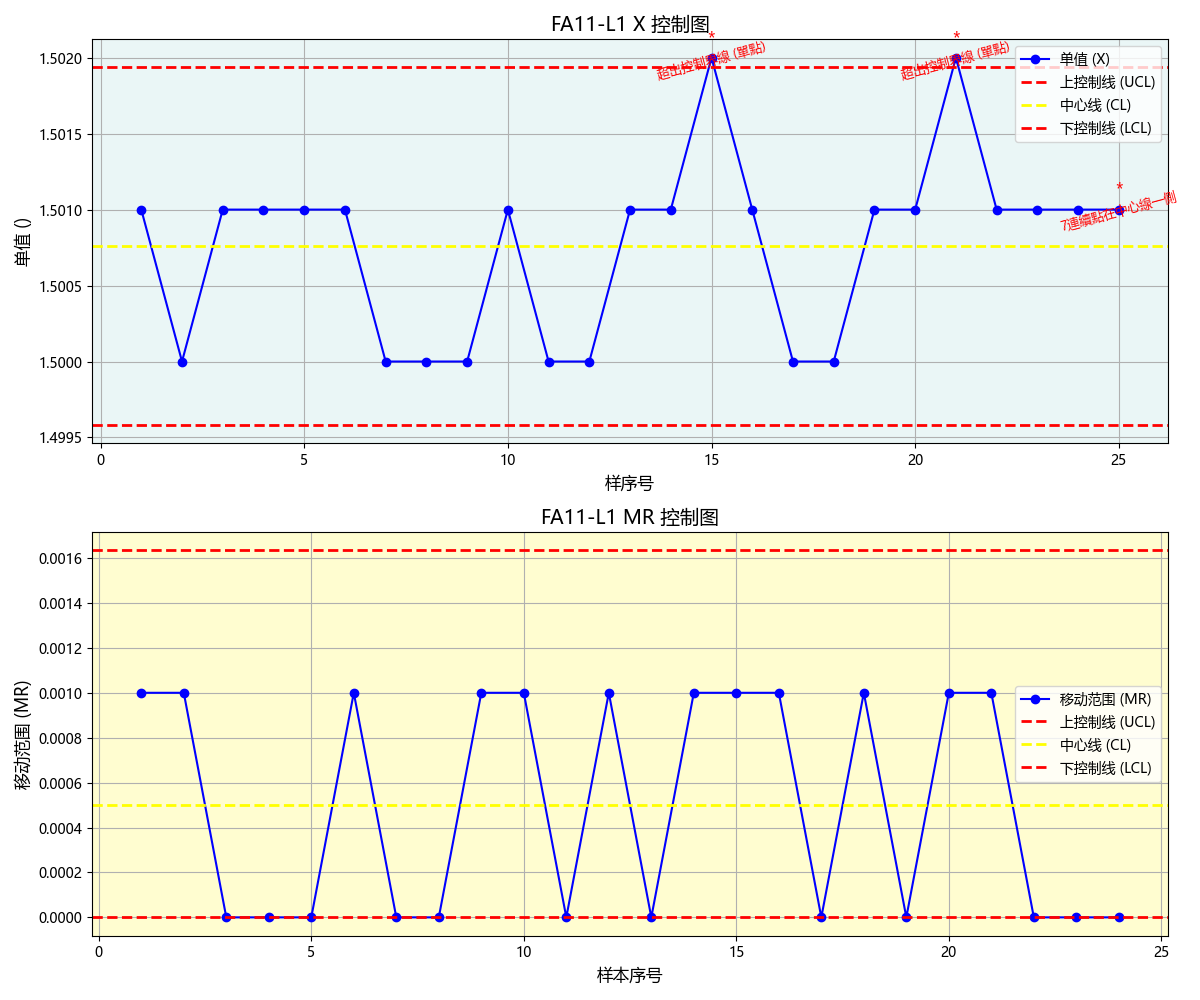 FA11-L1 X 控制图
*
*
超出控制界線 (單點)
超出控制界線 (單點)
单值 (X)
上控制线 (UCL)
中心线 (CL)
下控制线 (LCL)
*
7連續點在中心線一側
1.5020
1.5015
1.5010
1.5005
1.5000
1.4995
单值 ()
0 5 10 15 20 25
样序号
FA11-L1 MR 控制图
0.0016
0.0014
0.0012
0.0010
0.0008
0.0006
0.0004
0.0002
0.0000
移动范围 (MR)
移动范围 (MR)
上控制线 (UCL)
中心线 (CL)
下控制线 (LCL)
0 5 10 15 20 25
样本序号